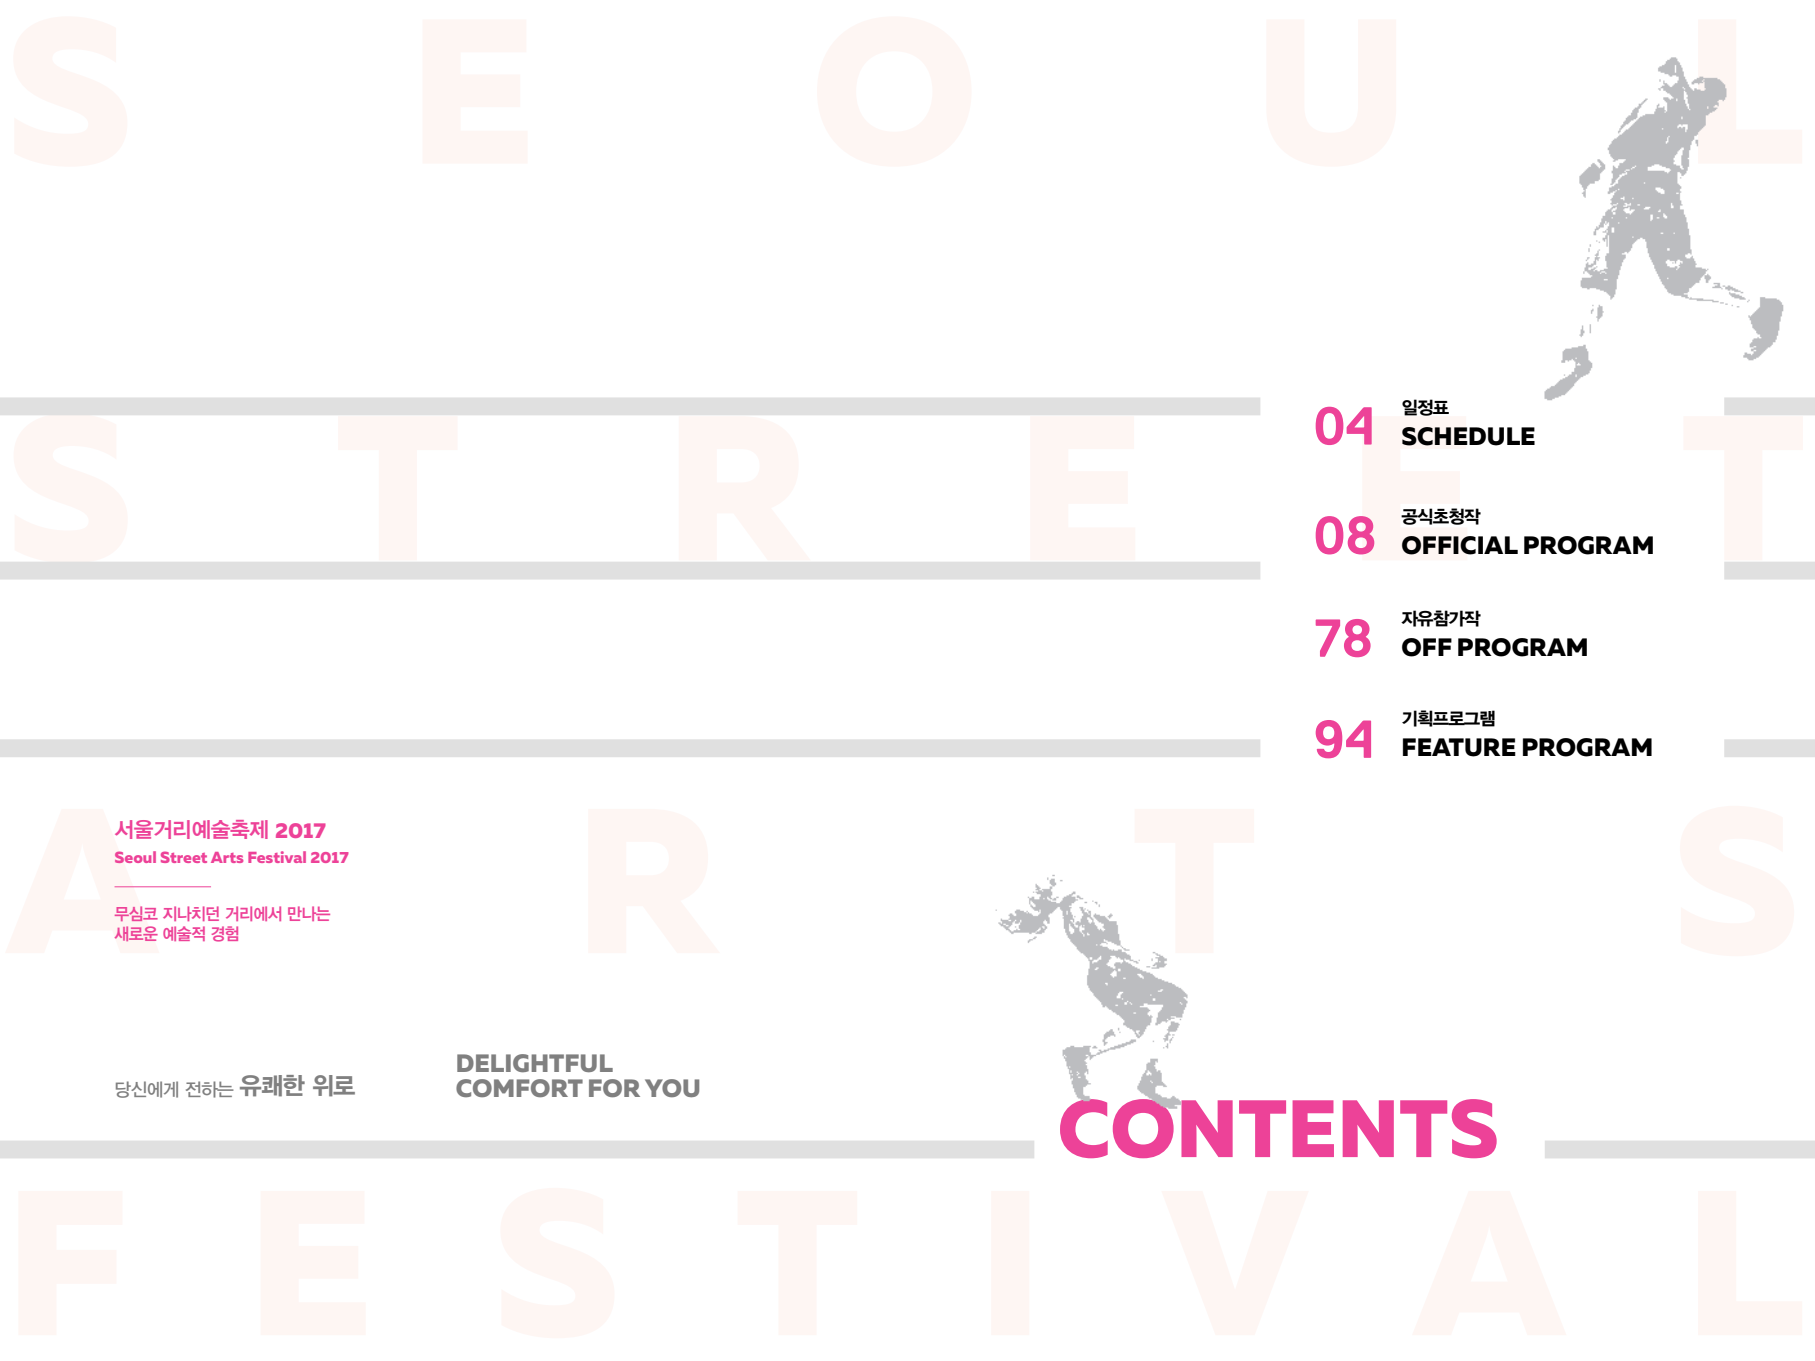 SEOUL
STREET
ARTS
FESTIVAL
04
일정표
SCHEDULE
08
공식초청작
OFFICIAL PROGRAM
78
자유참가작
OFF PROGRAM
94
기획프로그램
FEATURE PROGRAM
서울거리예술축제 2017
Seoul Street Arts Festival 2017
무심코 지나치던 거리에서 만나는
새로운 예술적 경험
당신에게 전하는 유쾌한 위로
DELIGHTFUL
COMFORT FOR YOU
CONTENTS